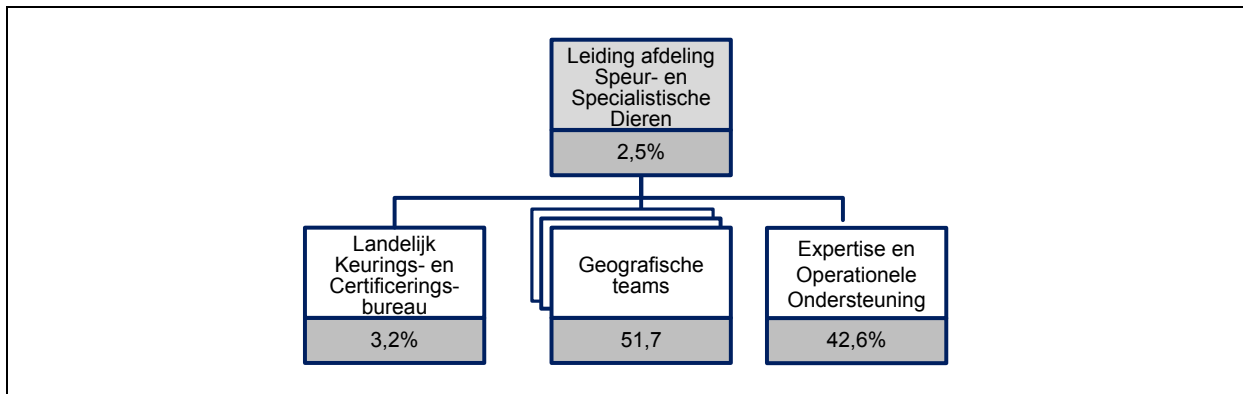 Leiding afdeling
Speur- en
Specialistische
Dieren
2,5%
Landelijk
Keurings- en
Certificerings-
bureau
3,2%
Geografische
teams
51,7
Expertise en
Operationele
Ondersteuning
42,6%